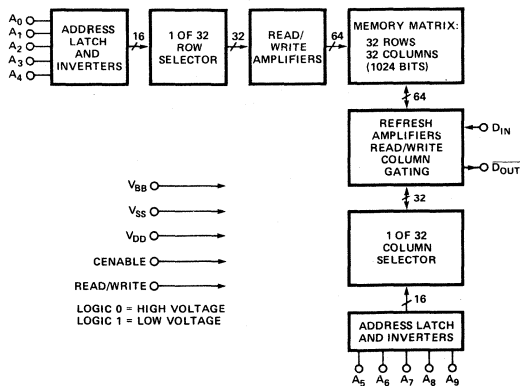 A0
A1
A2
A3
A4
ADDRESS
LATCH
AND
INVERTERS
16
1 OF 32
ROW
SELECTOR
32
READ/
WRITE
AMPLIFIERS
64
MEMORY MATRIX:
32 ROWS
32 COLUMNS
(1024 BITS)
64
REFRESH
AMPLIFIERS
READ/WRITE
COLUMN
GATING
DIN
DOUT
32
1 OF 32
COLUMN
SELECTOR
16
ADDRESS LATCH
AND INVERTERS
A5 A6 A7 A8 A9
VBB
VSS
VDD
CENABLE
READ/WRITE
LOGIC 0 = HIGH VOLTAGE
LOGIC 1 = LOW VOLTAGE